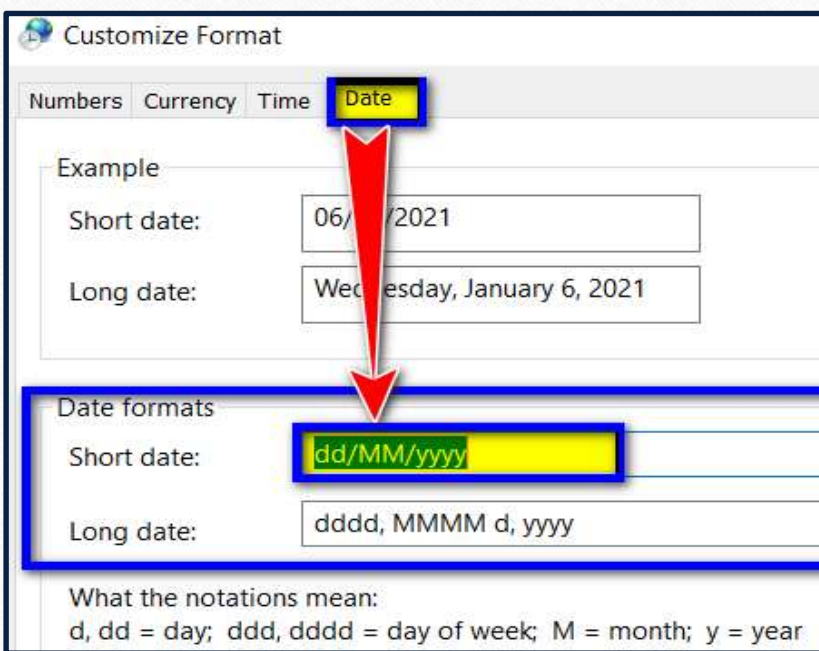 Customize Format
Numbers Currency Time Date
Example
Short date: 06/ /2021
Long date: Wednesday, January 6, 2021
Date formats
Short date: dd/MM/yyyy
Long date: dddd, MMMM d, yyyy
What the notations mean:
d, dd = day; ddd, dddd = day of week; M = month; y = year